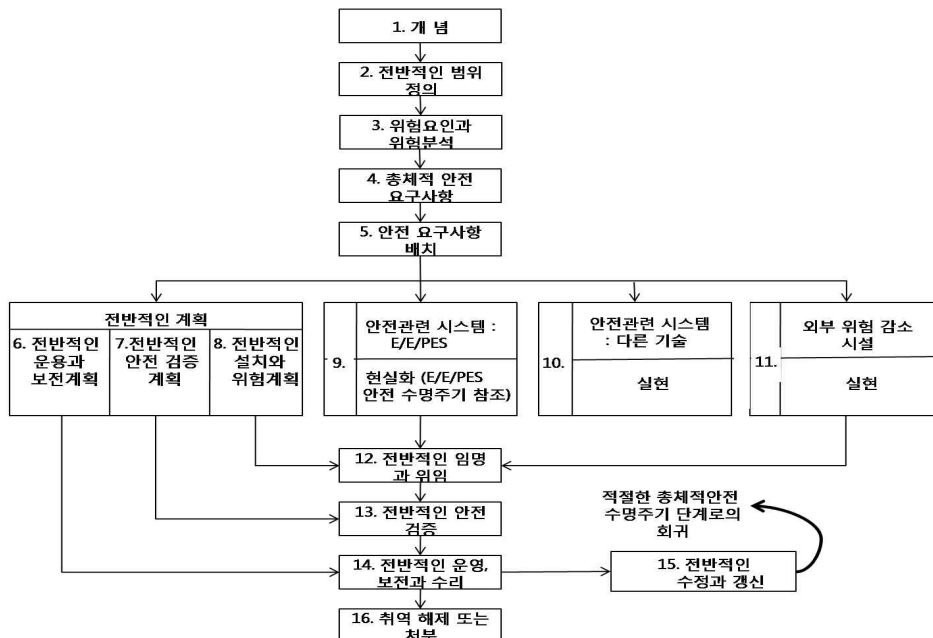 1. 개 념
2. 전반적인 범위
정의
3. 위험요인과
위험분석
4. 총체적 안전
요구사항
5. 안전 요구사항
배치
전반적인 계획
6. 전반적인
운용과
보전계획
7.전반적인
안전 검증
계획
8. 전반적인
설치와
위험계획
9.
안전관련 시스템 :
E/E/PES
현실화 (E/E/PES
안전 수명주기 참조)
10.
안전관련 시스템
: 다른 기술
실현
11.
외부 위험 감소
시설
실현
12. 전반적인 임명
과 위임
13. 전반적인 안전
검증
적절한 총체적안전
수명주기 단계로의
회귀
14. 전반적인 운영,
보전과 수리
15. 전반적인
수정과 갱신
16. 취역 해제 또는
처부